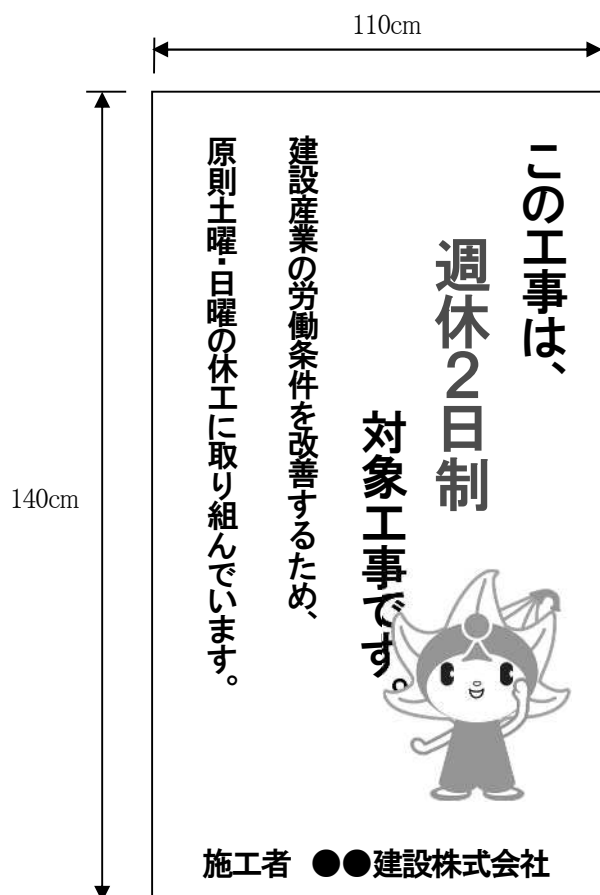 110cm
140cm
この工事は、
週休2日制
対象工事です。
建設産業の労働条件を改善するため、
原則土曜・日曜の休工に取り組んでいます。
施工者 ●●建設株式会社